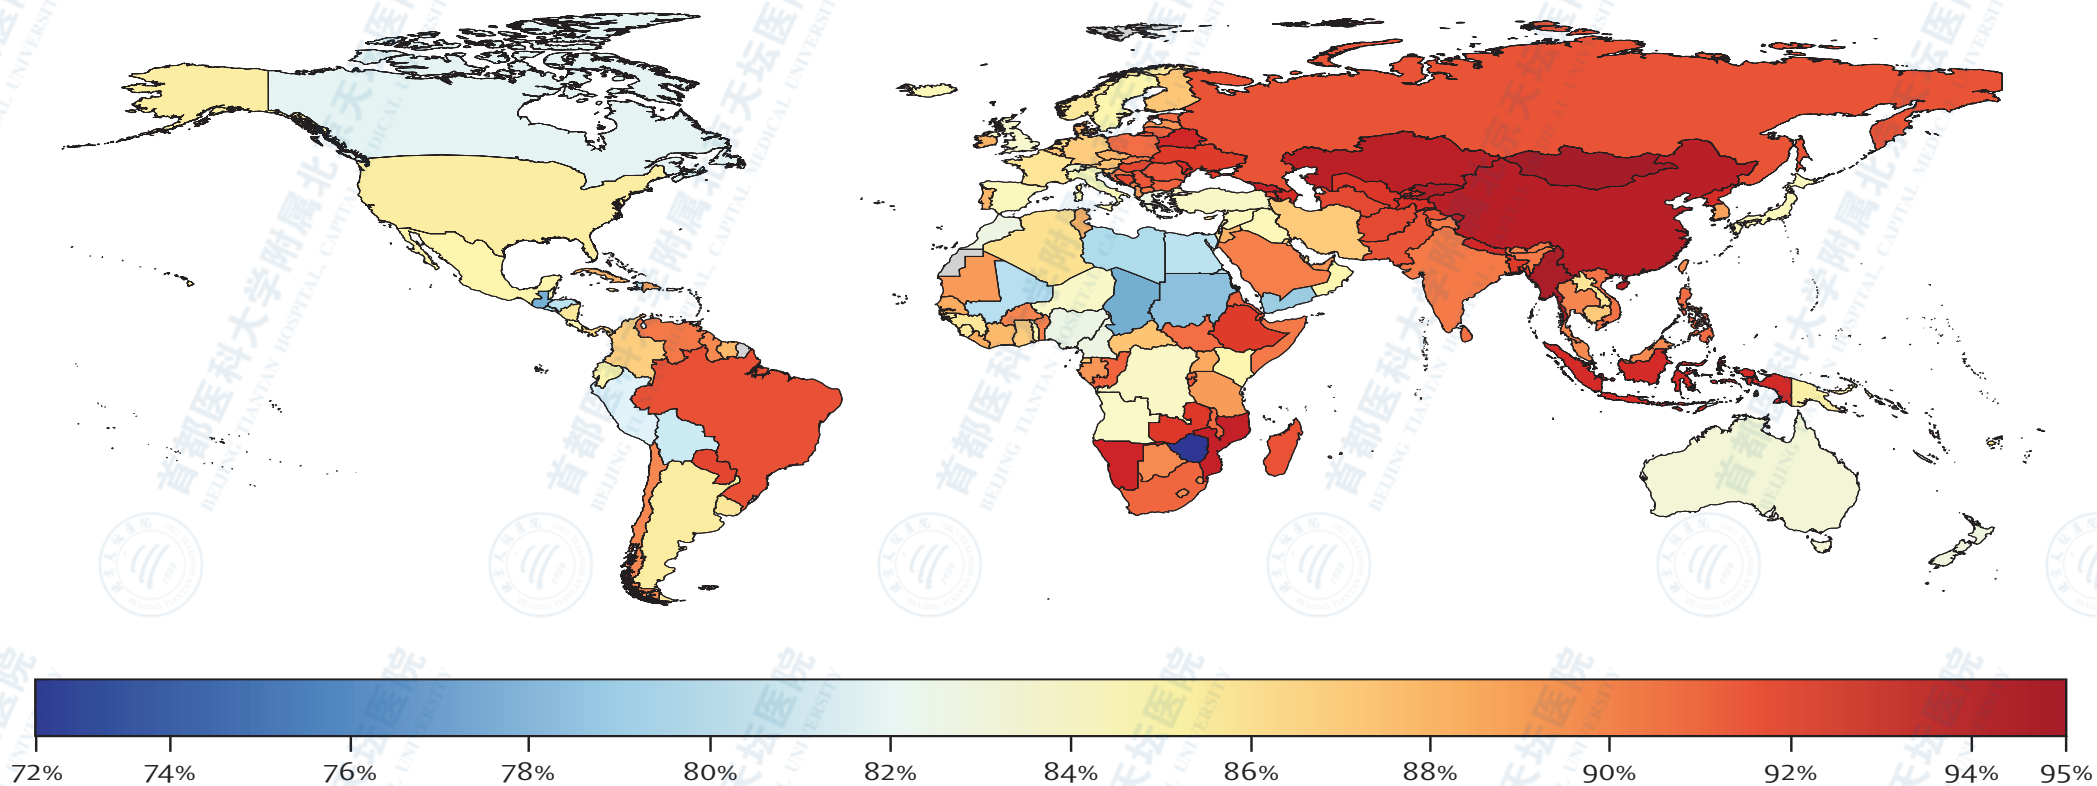 首都医科大学附属北京天坛医院
BEIJING TIANTAN HOSPITAL, CAPITAL MEDICAL UNIVERSITY
72% 74% 76% 78% 80% 82% 84% 86% 88% 90% 92% 94% 95%